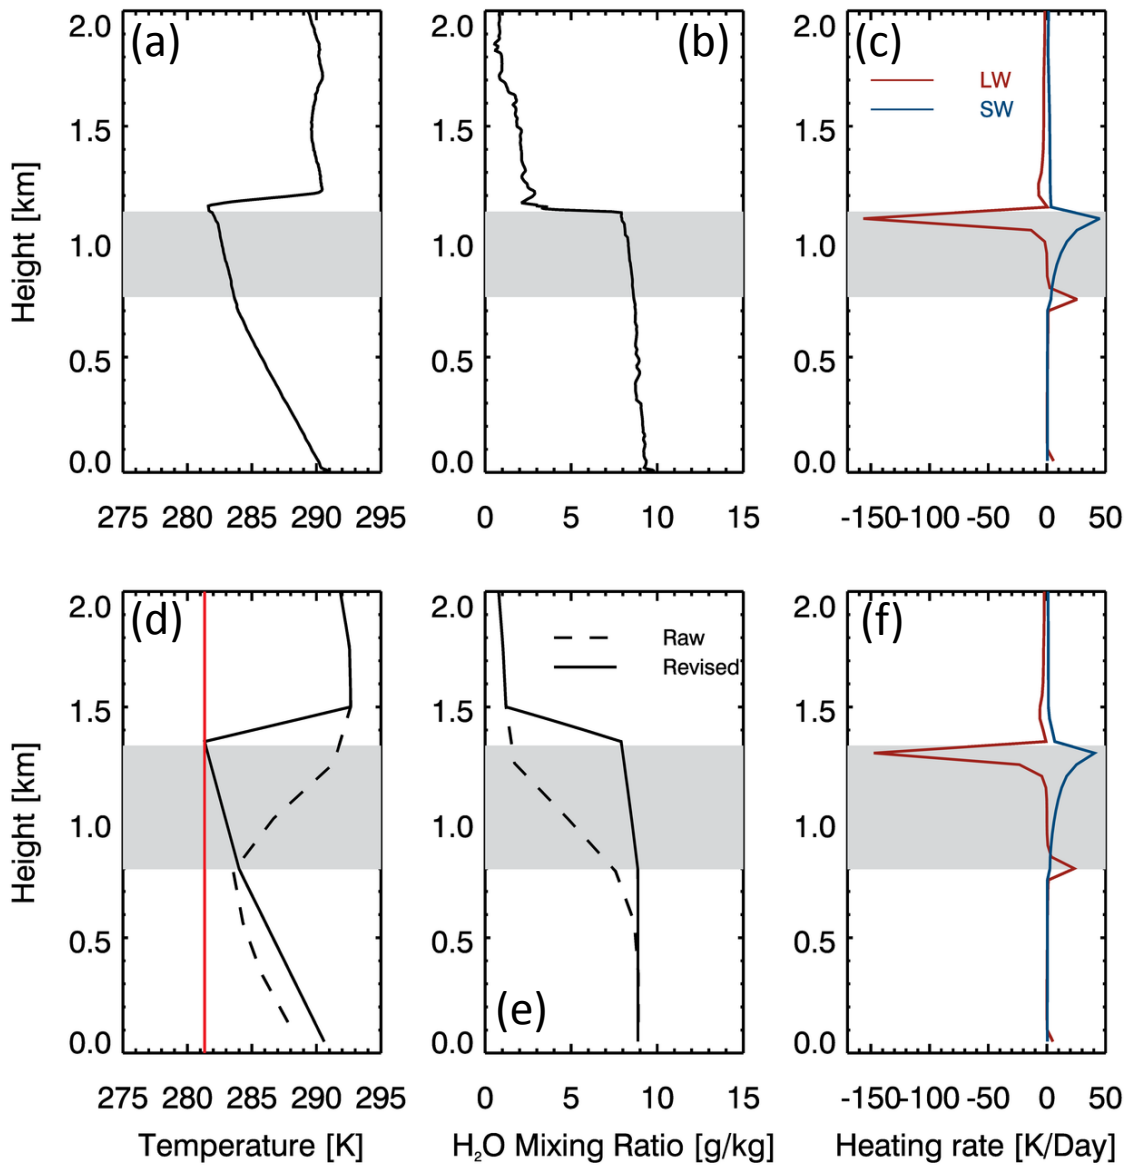 (a)
2.0
1.5
1.0
0.5
0.0
Height [km]
275 280 285 290 295
(b)
2.0
1.5
1.0
0.5
0.0
0 5 10 15
(c)
LW
SW
2.0
1.5
1.0
0.5
0.0
-150-100 -50 0 50
(d)
2.0
1.5
1.0
0.5
0.0
Height [km]
275 280 285 290 295
Temperature [K]
(e)
Raw
Revised
2.0
1.5
1.0
0.5
0.0
0 5 10 15
H₂O Mixing Ratio [g/kg]
(f)
2.0
1.5
1.0
0.5
0.0
-150-100 -50 0 50
Heating rate [K/Day]